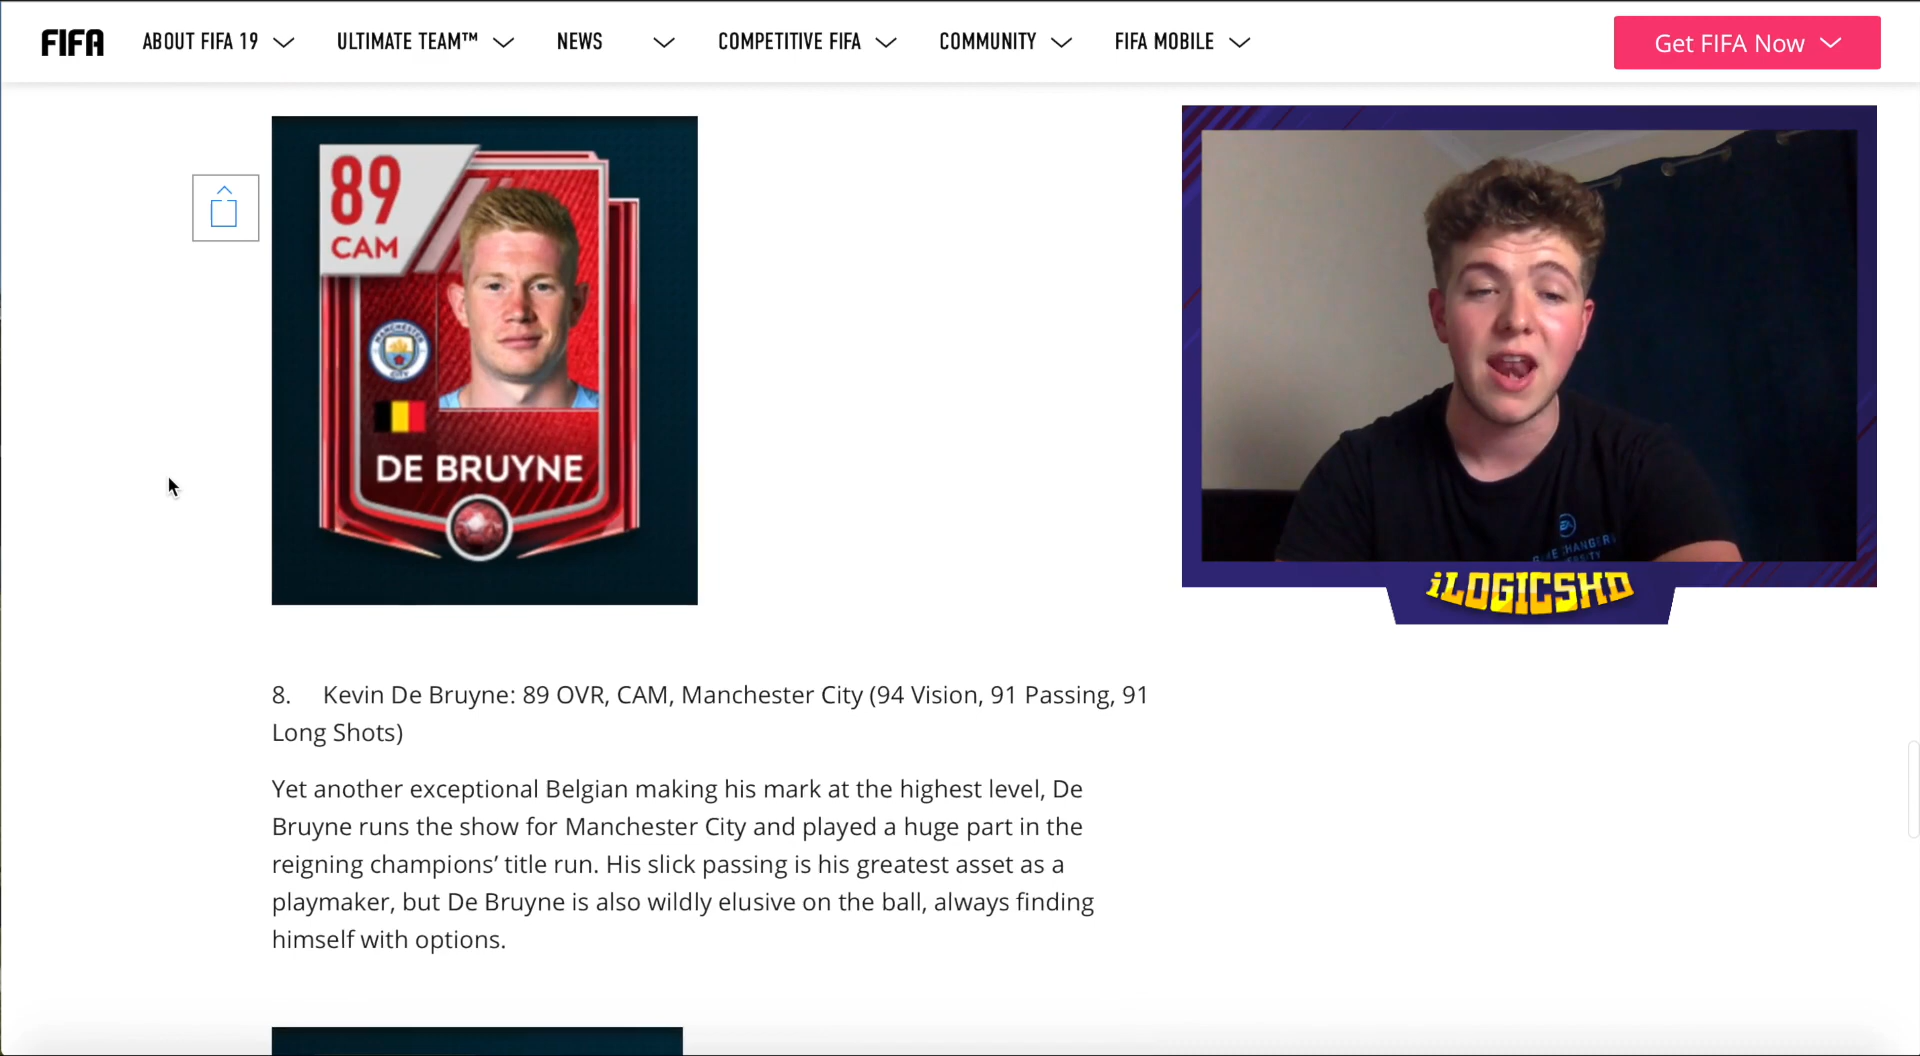 FIFA ABOUT FIFA 19 ULTIMATE TEAM™ NEWS COMPETITIVE FIFA COMMUNITY FIFA MOBILE Get FIFA Now
89
CAM
MANCHESTER
CITY
DE BRUYNE
EA
iLOGICSHD
8. Kevin De Bruyne: 89 OVR, CAM, Manchester City (94 Vision, 91 Passing, 91
Long Shots)
Yet another exceptional Belgian making his mark at the highest level, De
Bruyne runs the show for Manchester City and played a huge part in the
reigning champions’ title run. His slick passing is his greatest asset as a
playmaker, but De Bruyne is also wildly elusive on the ball, always finding
himself with options.